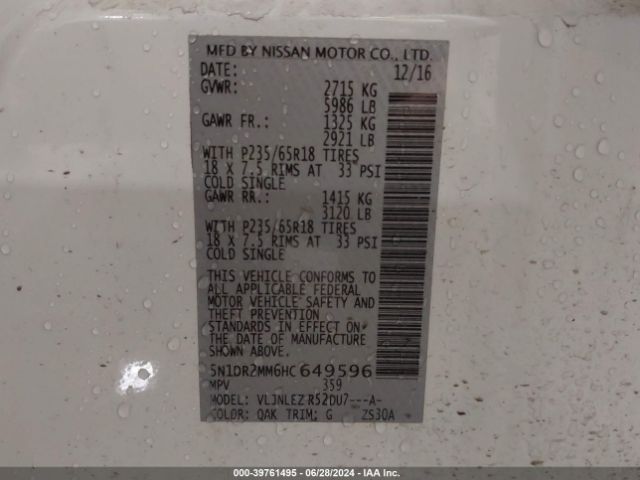 MFD BY NISSAN MOTOR CO., LTD.
DATE: 12/16
GVWR: 2715 KG
5986 LB
GAWR FR.: 1325 KG
2921 LB
WITH P235/65R18 TIRES
18 X 7.5 RIMS AT 33 PSI
COLD SINGLE
GAWR RR.: 1415 KG
3120 LB
WITH P235/65R18 TIRES
18 X 7.5 RIMS AT 33 PSI
COLD SINGLE
THIS VEHICLE CONFORMS TO
ALL APPLICABLE FEDERAL
MOTOR VEHICLE SAFETY AND
THEFT PREVENTION
STANDARDS IN EFFECT ON
THE DATE OF MANUFACTURE
SHOWN ABOVE.
5N1DR2MM6HC649596
MPV 359
MODEL: VLJNLEZ R52DU7---A-
COLOR: QAK TRIM: G ZS30A
000-39761495 - 06/28/2024 - IAA Inc.